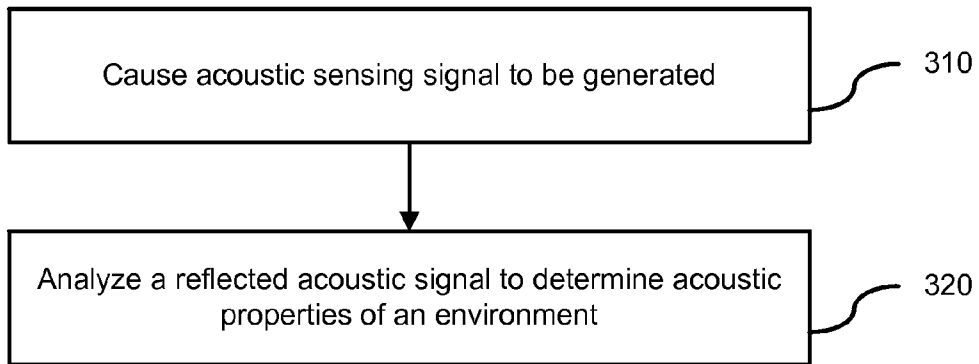 Cause acoustic sensing signal to be generated
310
Analyze a reflected acoustic signal to determine acoustic
properties of an environment
320